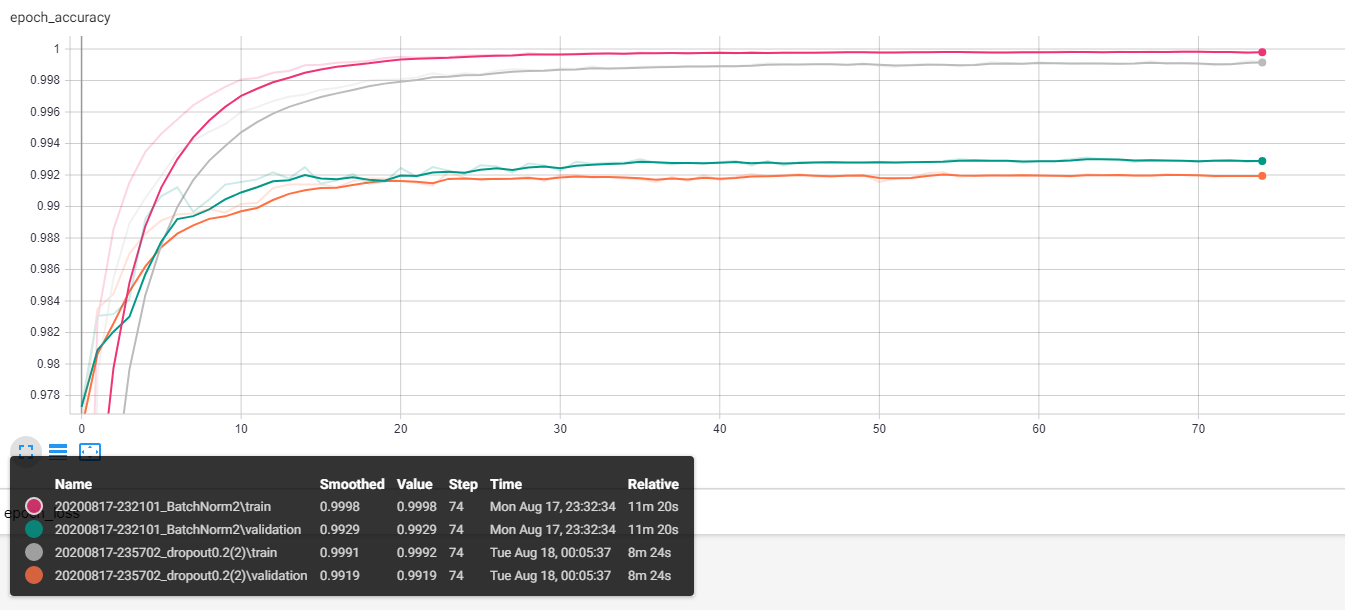 epoch_accuracy
1
0.998
0.996
0.994
0.992
0.99
0.988
0.986
0.984
0.982
0.98
0.978
0 10 20 30 40 50 60 70
Name Smoothed Value Step Time Relative
20200817-232101_BatchNorm2\train 0.9998 0.9998 74 Mon Aug 17, 23:32:34 11m 20s
epoch_loss
20200817-232101_BatchNorm2\validation 0.9929 0.9929 74 Mon Aug 17, 23:32:34 11m 20s
20200817-235702_dropout0.2(2)\train 0.9991 0.9992 74 Tue Aug 18, 00:05:37 8m 24s
20200817-235702_dropout0.2(2)\validation 0.9919 0.9919 74 Tue Aug 18, 00:05:37 8m 24s